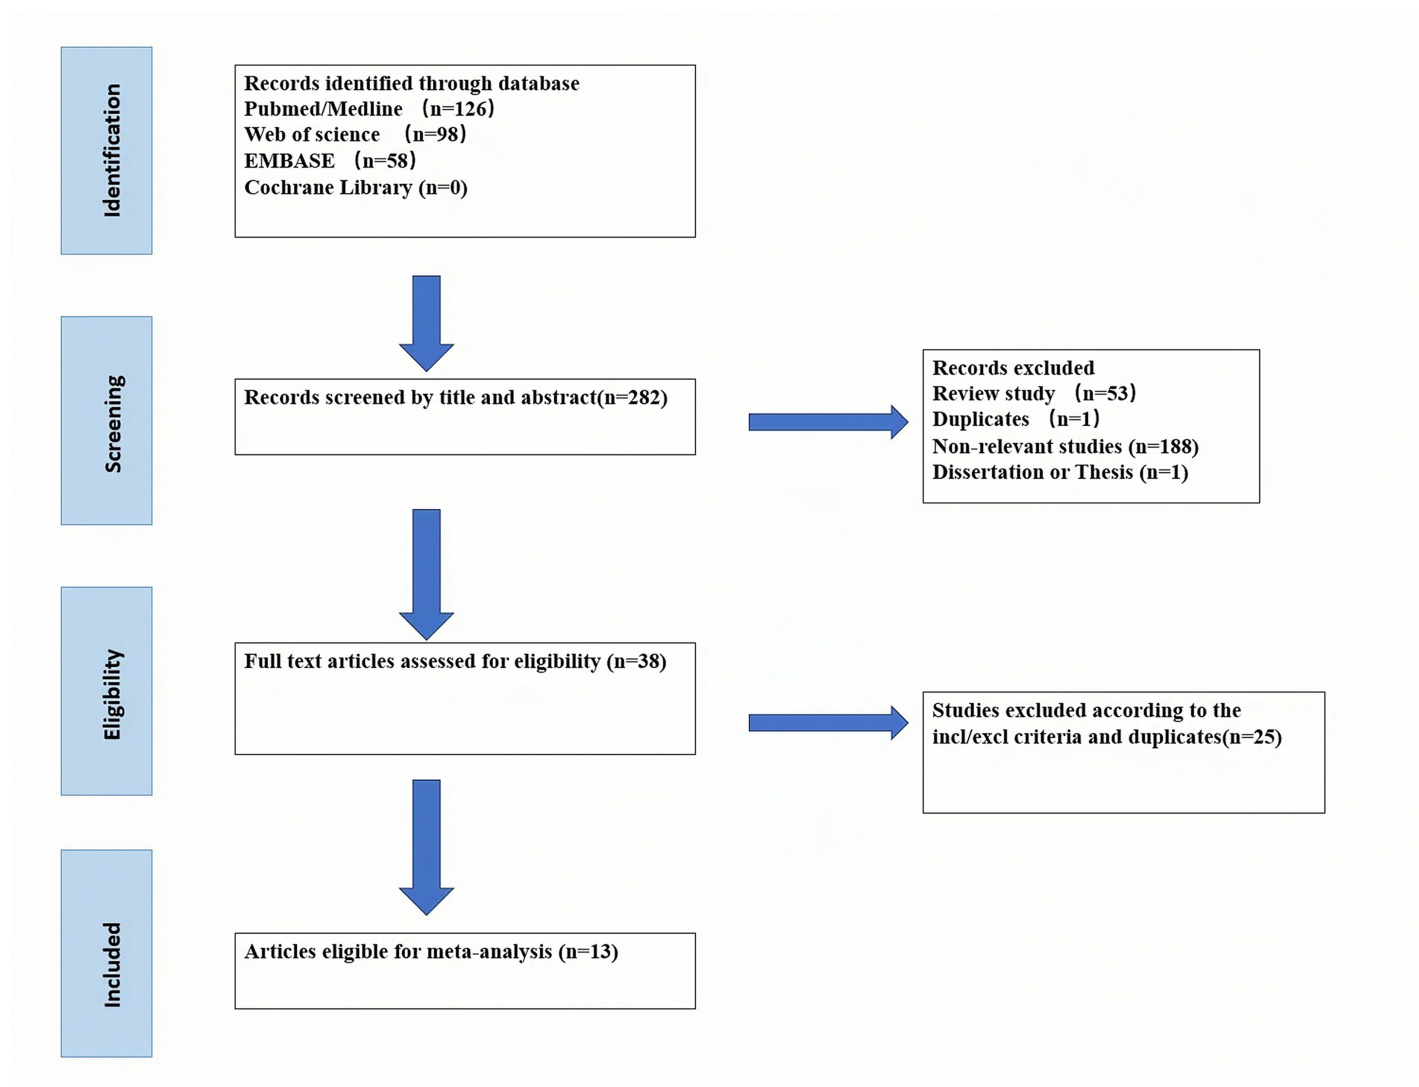 Identification
Records identified through database
Pubmed/Medline （n=126）
Web of science （n=98）
EMBASE （n=58）
Cochrane Library (n=0)
Screening
Records screened by title and abstract(n=282)
Records excluded
Review study （n=53）
Duplicates （n=1）
Non-relevant studies (n=188)
Dissertation or Thesis (n=1)
Eligibility
Full text articles assessed for eligibility (n=38)
Studies excluded according to the
incl/excl criteria and duplicates(n=25)
Included
Articles eligible for meta-analysis (n=13)